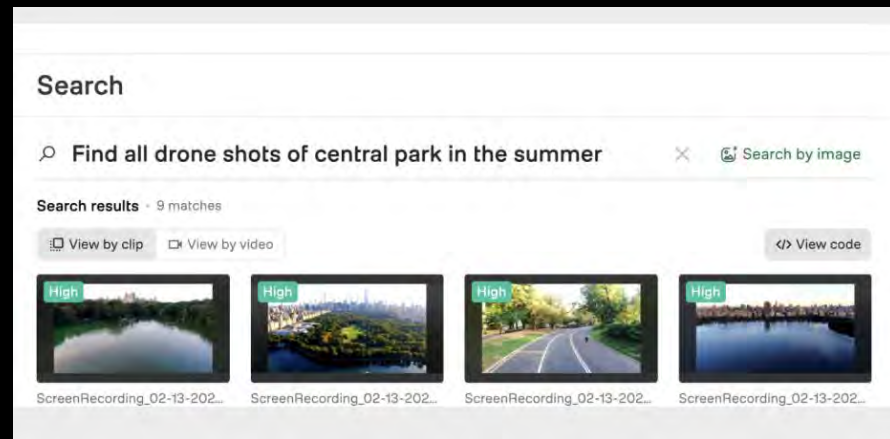 Search
Find all drone shots of central park in the summer
Search by image
Search results · 9 matches
View by clip
View by video
</> View code
High
High
High
High
ScreenRecording_02-13-202...
ScreenRecording_02-13-202...
ScreenRecording_02-13-202...
ScreenRecording_02-13-202...